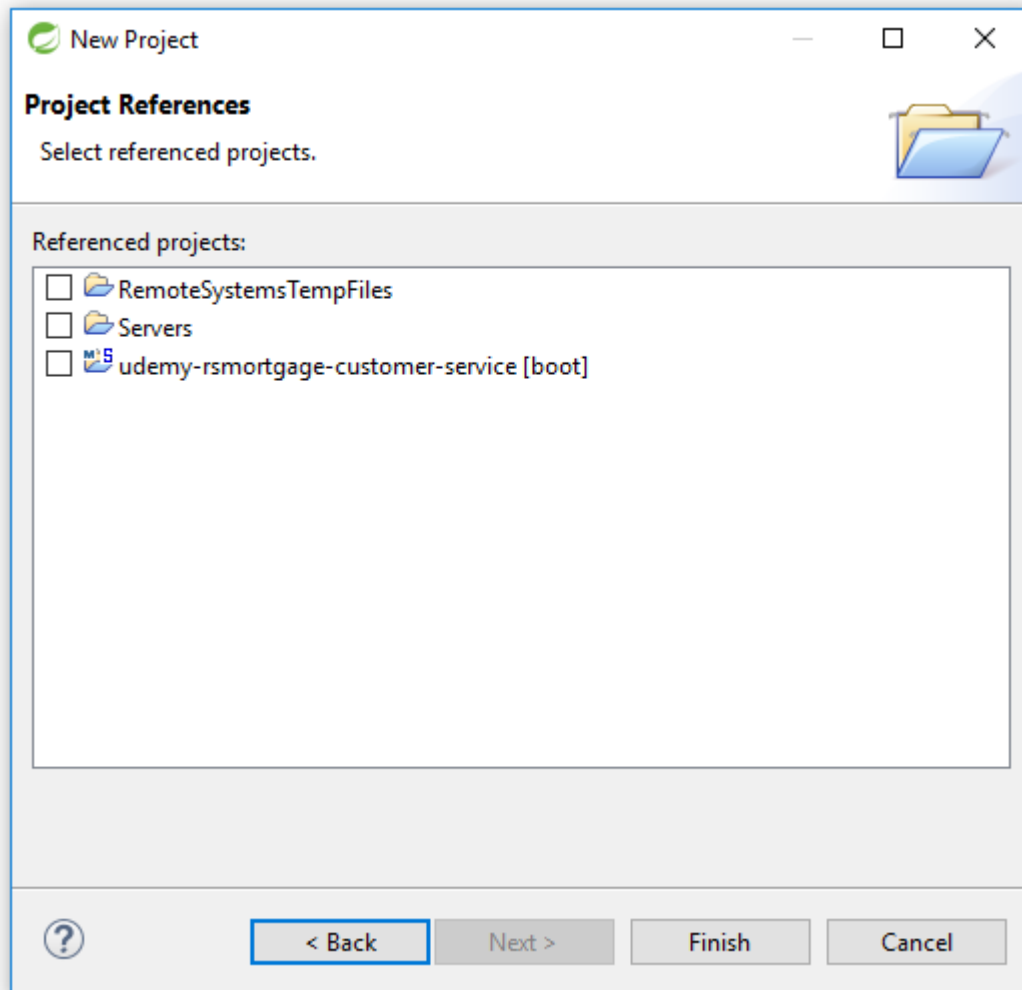 New Project
Project References
Select referenced projects.
Referenced projects:
RemoteSystemsTempFiles
Servers
udemy-rsmortgage-customer-service [boot]
< Back Next > Finish Cancel